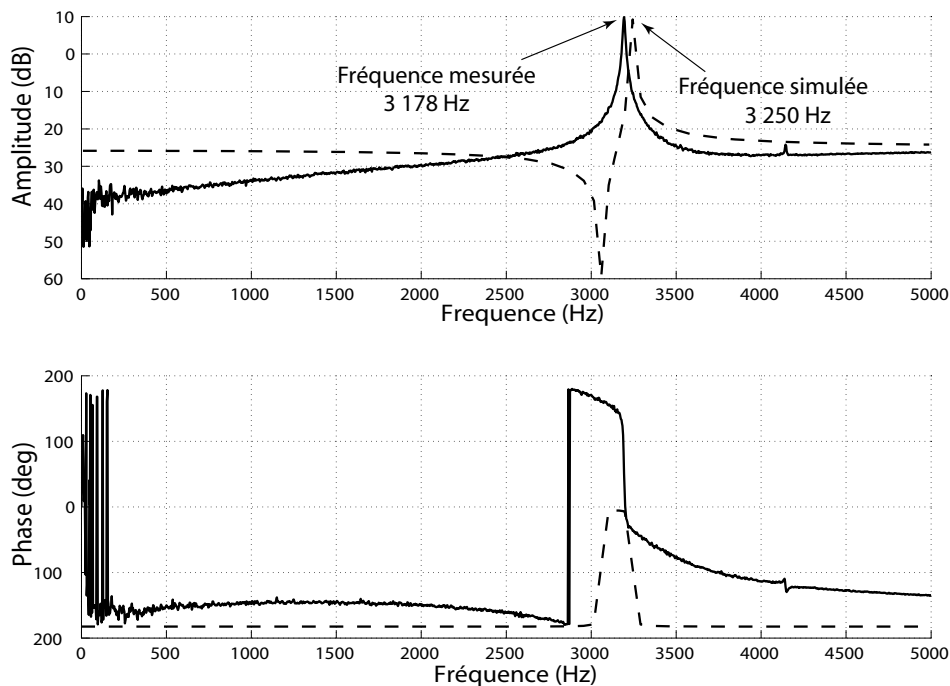 10
0
10
20
30
40
50
60
Amplitude (dB)
Fréquence mesurée
3 178 Hz
Fréquence simulée
3 250 Hz
0 500 1000 1500 2000 2500 3000 3500 4000 4500 5000
Frequence (Hz)
200
100
0
100
200
Phase (deg)
0 500 1000 1500 2000 2500 3000 3500 4000 4500 5000
Fréquence (Hz)